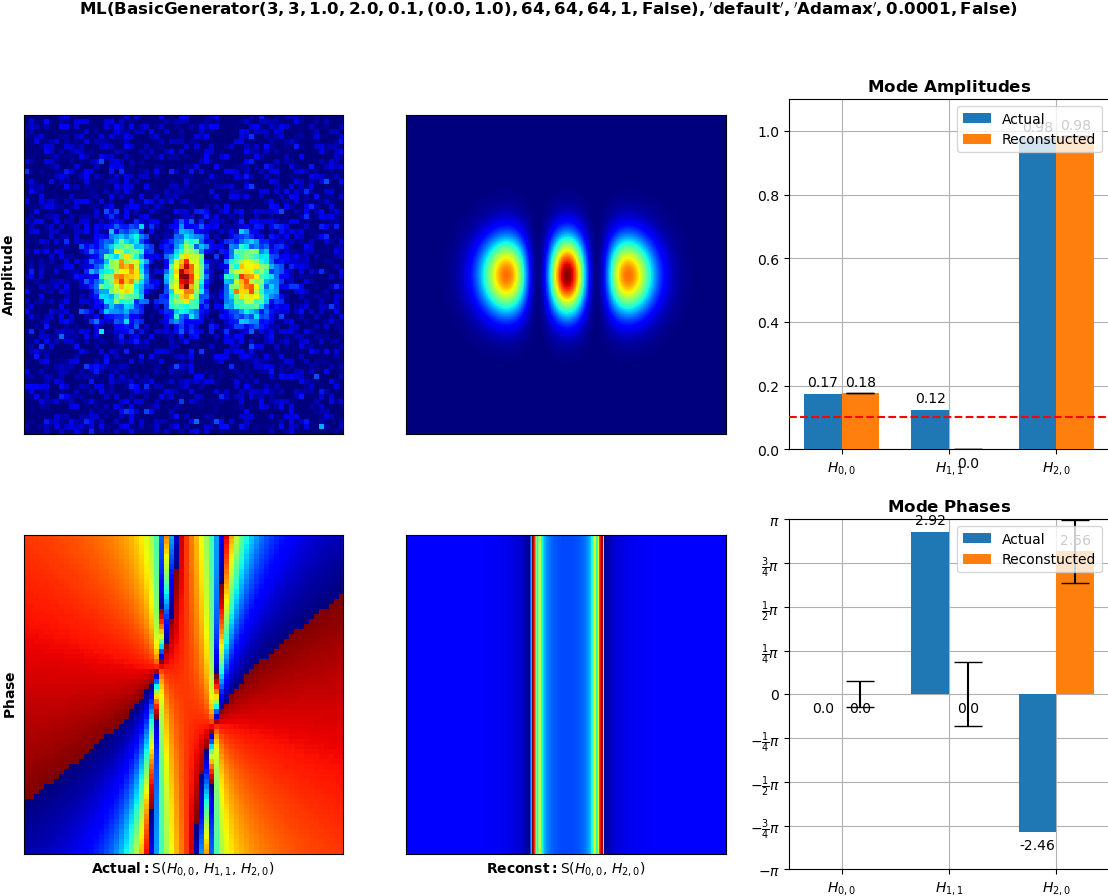 ML(BasicGenerator(3, 3, 1.0, 2.0, 0.1, (0.0, 1.0), 64, 64, 64, 1, False), ′default′, ′Adamax′, 0.0001, False)
Amplitude
Mode Amplitudes
Actual
Reconstucted
0.98
0.98
1.0
0.8
0.6
0.4
0.2
0.0
0.17
0.18
0.12
0.0
H0,0
H1,1
H2,0
Phase
Actual: S(H0,0, H1,1, H2,0)
Reconst: S(H0,0, H2,0)
Mode Phases
Actual
Reconstucted
2.92
2.56
π
3/4π
1/2π
1/4π
0
−1/4π
−1/2π
−3/4π
−π
0.0
0.0
0.0
-2.46
H0,0
H1,1
H2,0